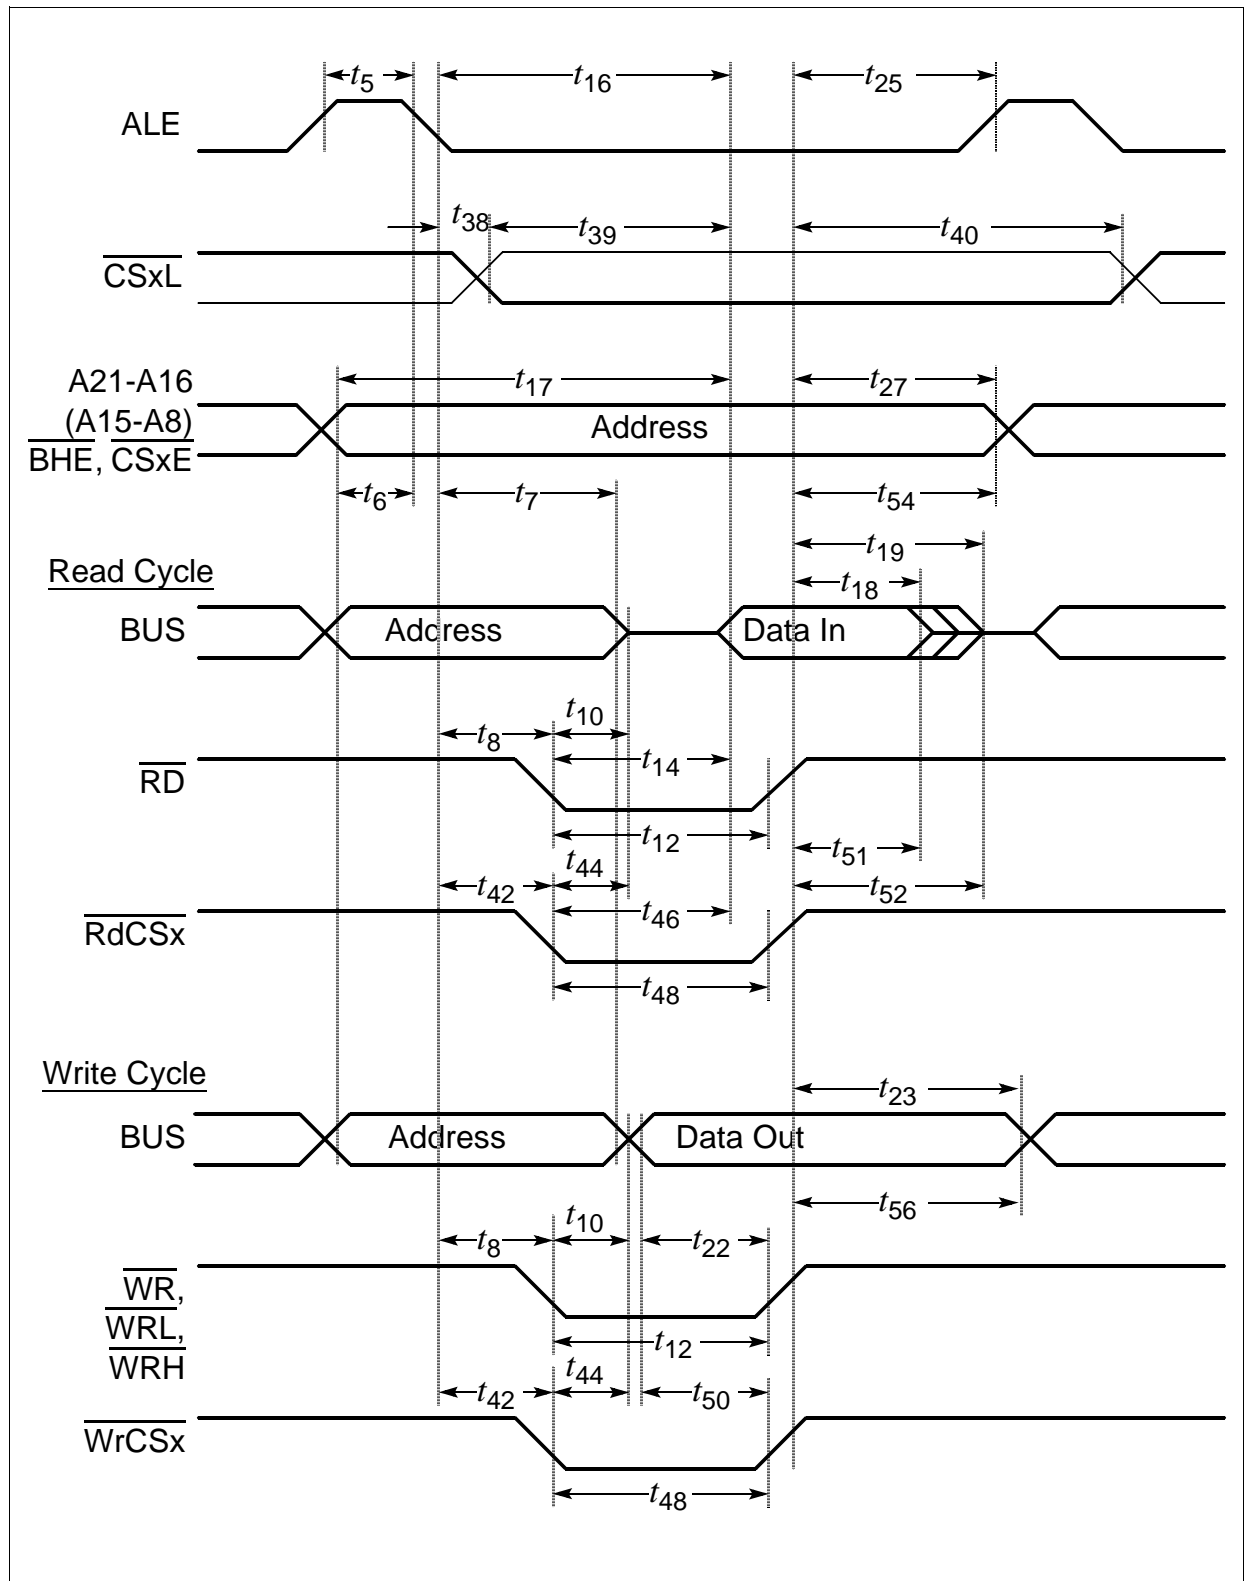 t5 t16 t25
ALE
t38 t39 t40
CSxL
A21-A16
(A15-A8)
BHE, CSxE
t17 t27
Address
t6 t7 t54
t19
Read Cycle
t18
BUS Address Data In
t10
t8
t14
RD
t12
t51
t44
t42 t52
t46
RdCSx
t48
Write Cycle
t23
BUS Address Data Out
t56
t10
t8 t22
WR,
WRL,
WRH
t12
t44
t42 t50
WrCSx
t48